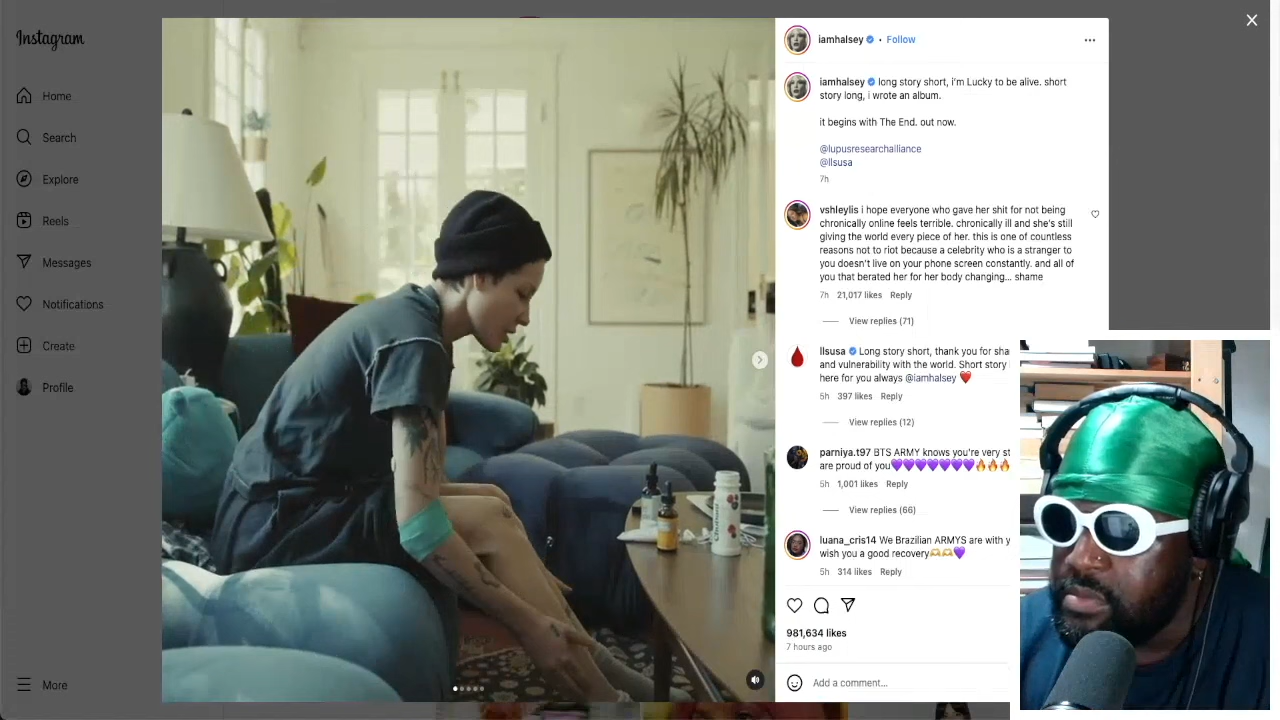 Instagram
Home
Search
Explore
Reels
Messages
Notifications
Create
Profile
More
iamhalsey • Follow
iamhalsey long story short, i'm Lucky to be alive. short
story long, i wrote an album.
it begins with The End. out now.
@lupusresearchalliance
@llsusa
7h
vshleylis i hope everyone who gave her shit for not being
chronically online feels terrible. chronically ill and she's still
giving the world every piece of her. this is one of countless
reasons not to riot because a celebrity who is a stranger to
you doesn't live on your phone screen constantly. and all of
you that berated her for her body changing... shame
7h 21,017 likes Reply
View replies (71)
llsusa Long story short, thank you for sha
and vulnerability with the world. Short story
here for you always @iamhalsey ❤️
5h 397 likes Reply
View replies (12)
parniya.t97 BTS ARMY knows you're very st
are proud of you💜💜💜💜💜💜💜🔥🔥🔥
5h 1,001 likes Reply
View replies (66)
luana_cris14 We Brazilian ARMYS are with y
wish you a good recovery🫶🫶💜
5h 314 likes Reply
981,634 likes
7 hours ago
Add a comment...